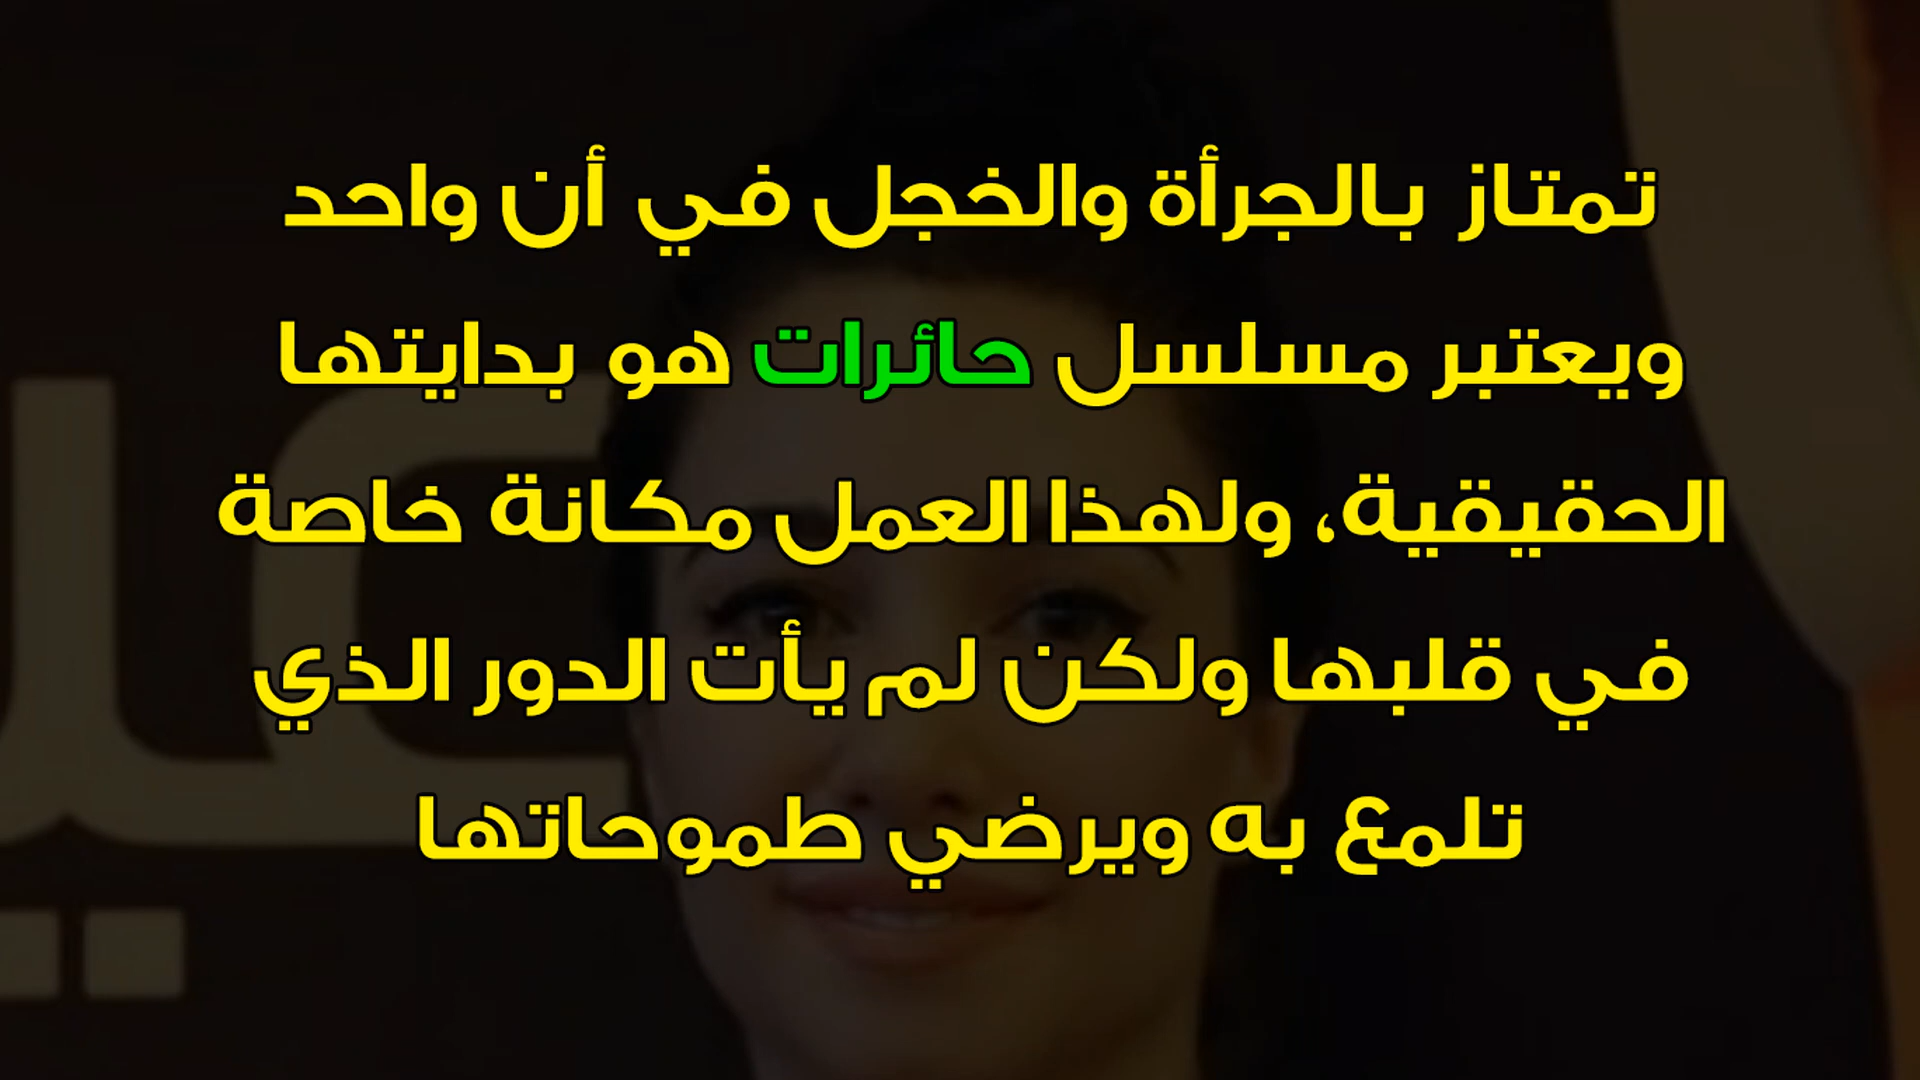 تمتاز بالجرأة والخجل في أن واحد
ويعتبر مسلسل حائرات هو بدايتها
الحقيقية، ولهذا العمل مكانة خاصة
في قلبها ولكن لم يأت الدور الذي
تلمع به ويرضي طموحاتها